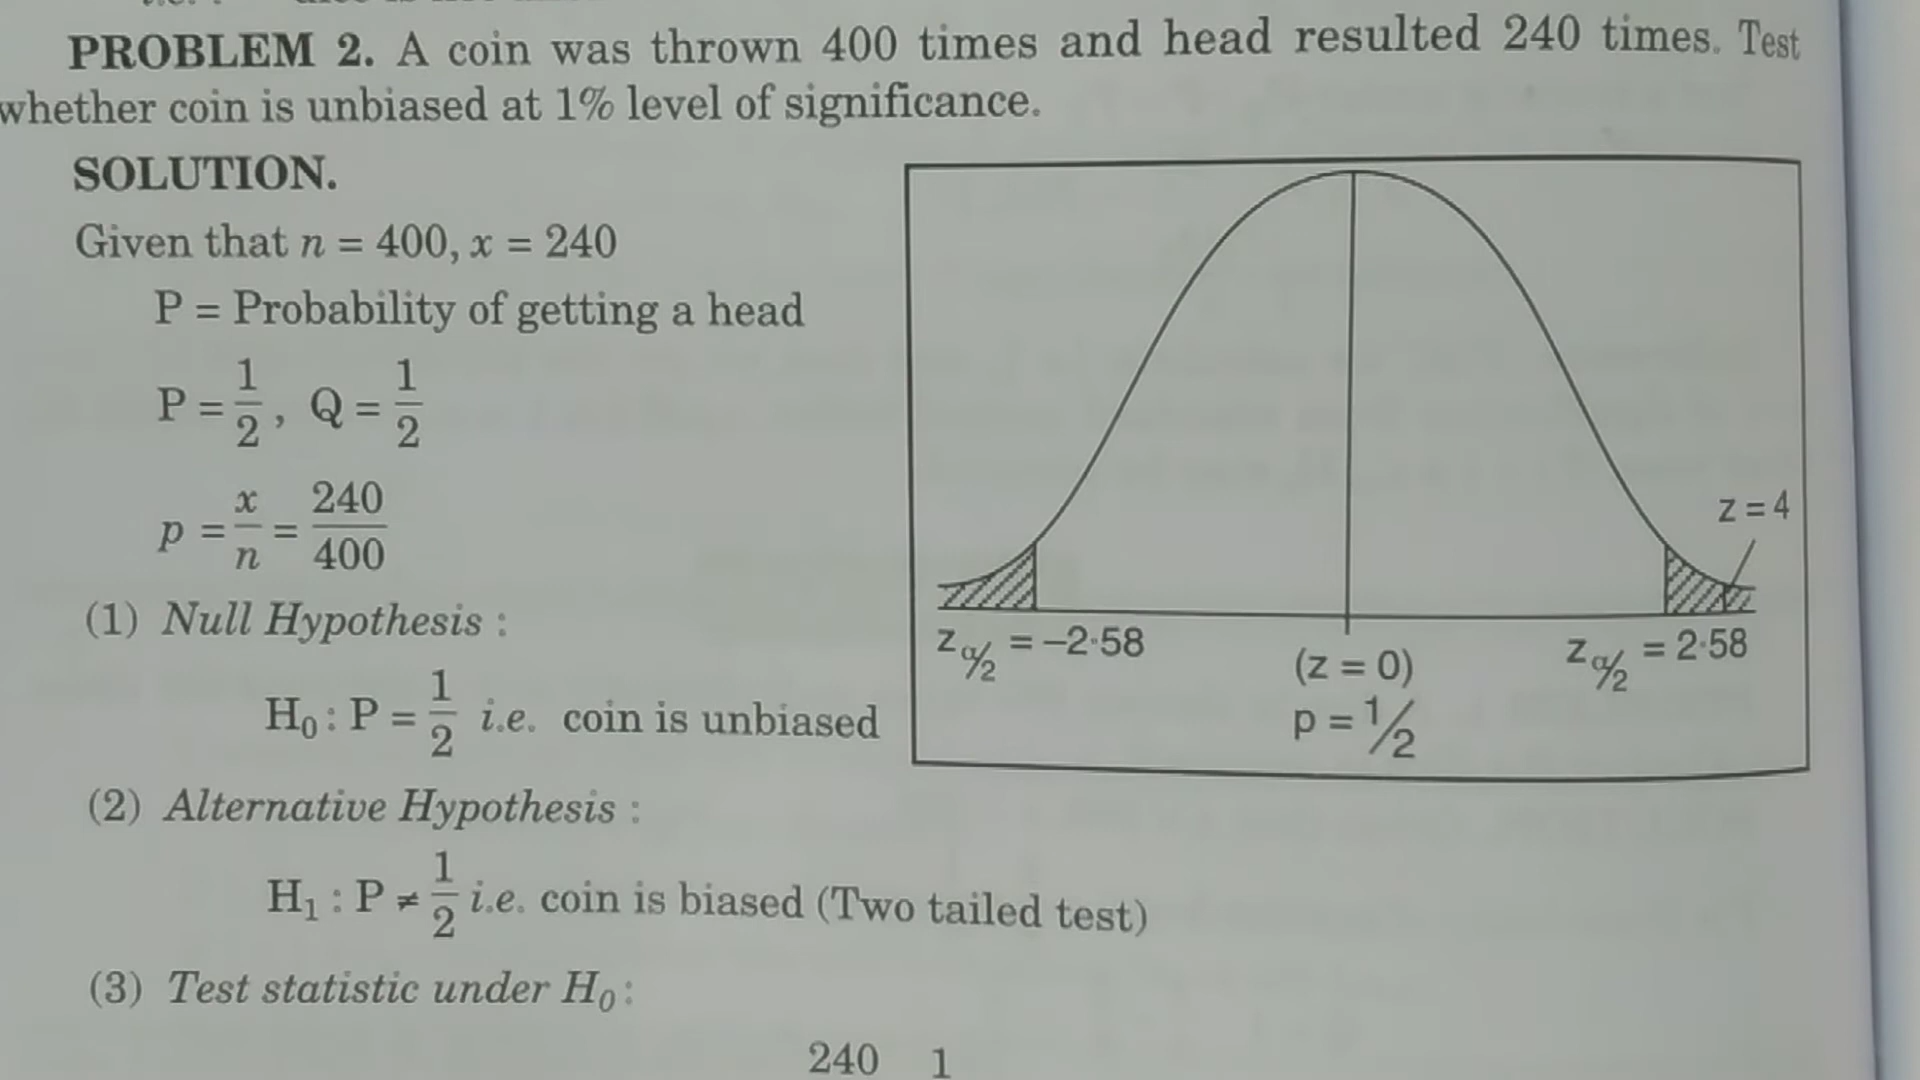 PROBLEM 2. A coin was thrown 400 times and head resulted 240 times. Test
whether coin is unbiased at 1% level of significance.
SOLUTION.
Given that n = 400, x = 240
P = Probability of getting a head
P = 1/2, Q = 1/2
p = x/n = 240/400
(1) Null Hypothesis :
H₀ : P = 1/2 i.e. coin is unbiased
(2) Alternative Hypothesis :
H₁ : P ≠ 1/2 i.e. coin is biased (Two tailed test)
(3) Test statistic under H₀ :
240 1
z = 4
z α/2 = –2·58
(z = 0)
p = 1/2
z α/2 = 2·58